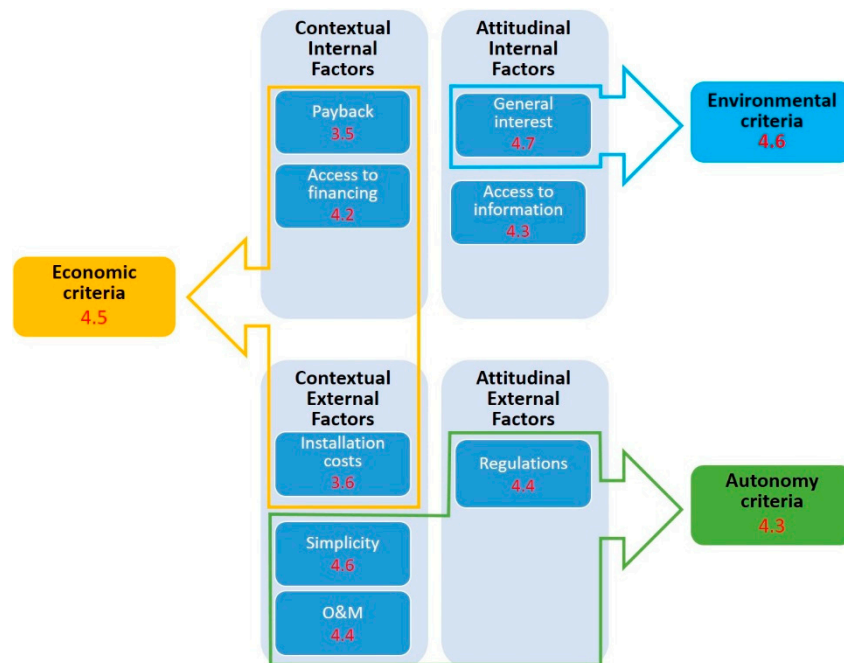 Contextual
Internal
Factors
Payback
3.5
Access to
financing
4.2
Attitudinal
Internal
Factors
General
interest
4.7
Access to
information
4.3
Environmental
criteria
4.6
Economic
criteria
4.5
Contextual
External
Factors
Installation
costs
3.6
Simplicity
4.6
O&M
4.4
Attitudinal
External
Factors
Regulations
4.4
Autonomy
criteria
4.3